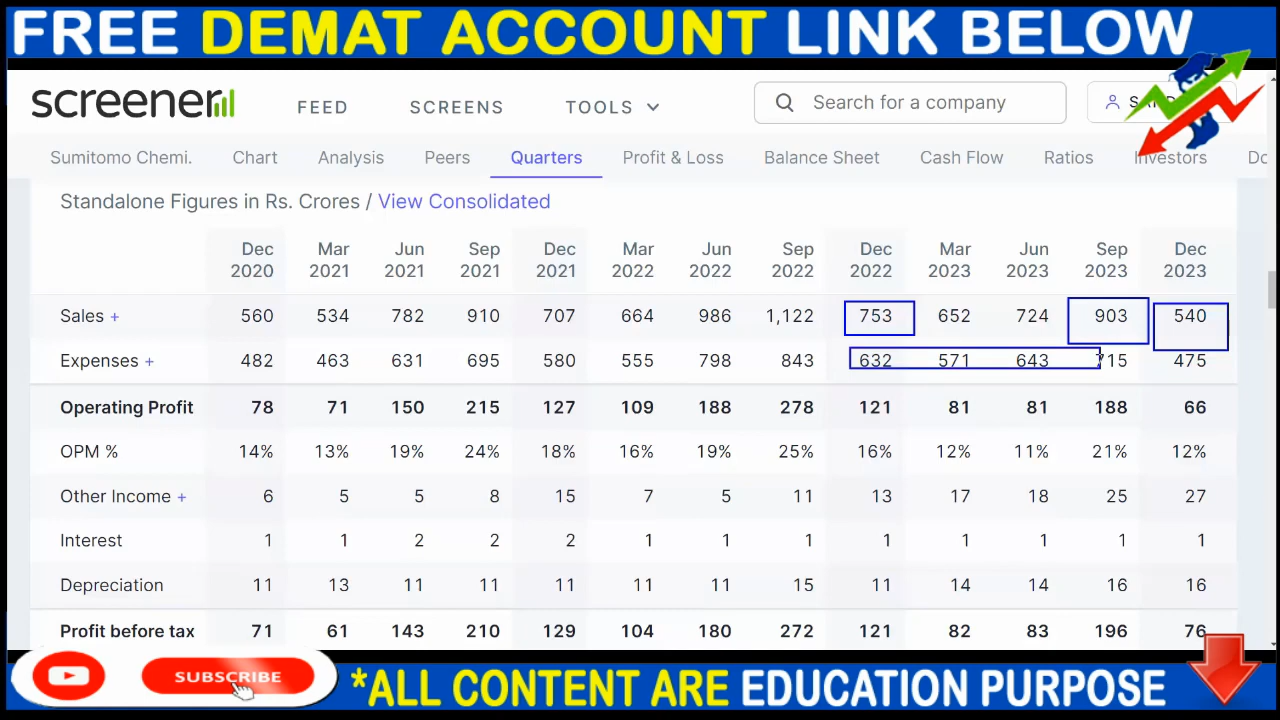 FREE DEMAT ACCOUNT LINK BELOW
screener FEED SCREENS TOOLS Search for a company
Sumitomo Chemi. Chart Analysis Peers Quarters Profit & Loss Balance Sheet Cash Flow Ratios Investors
Standalone Figures in Rs. Crores / View Consolidated
Dec Mar Jun Sep Dec Mar Jun Sep Dec Mar Jun Sep Dec
2020 2021 2021 2021 2021 2022 2022 2022 2022 2023 2023 2023 2023
Sales + 560 534 782 910 707 664 986 1,122 753 652 724 903 540
Expenses + 482 463 631 695 580 555 798 843 632 571 643 715 475
Operating Profit 78 71 150 215 127 109 188 278 121 81 81 188 66
OPM % 14% 13% 19% 24% 18% 16% 19% 25% 16% 12% 11% 21% 12%
Other Income + 6 5 5 8 15 7 5 11 13 17 18 25 27
Interest 1 1 2 2 2 1 1 1 1 1 1 1 1
Depreciation 11 13 11 11 11 11 11 15 11 14 14 16 16
Profit before tax 71 61 143 210 129 104 180 272 121 82 83 196 76
SUBSCRIBE *ALL CONTENT ARE EDUCATION PURPOSE